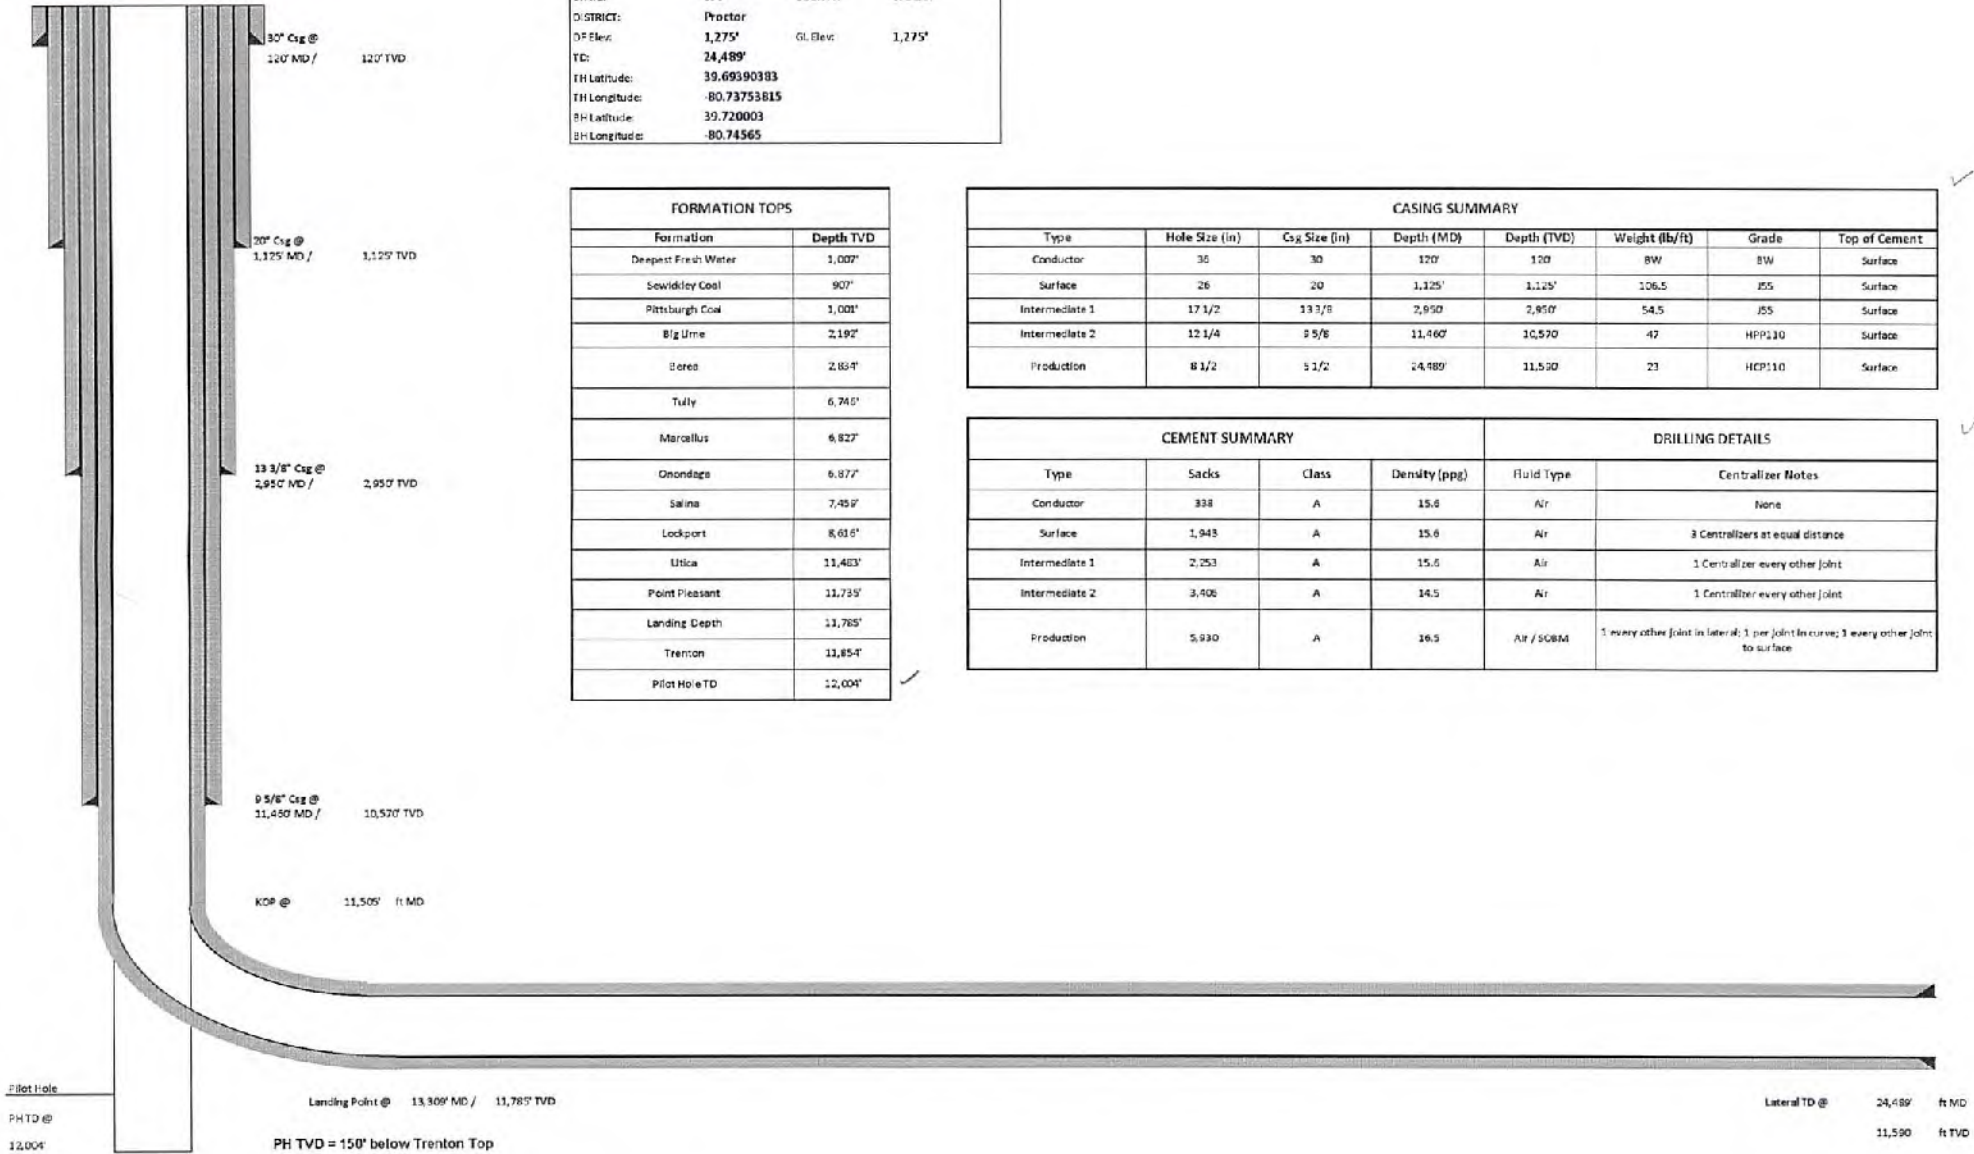 DISTRICT: Proctor
DF Elev: 1,275' GL Elev: 1,275'
TD: 24,489'
TH Latitude: 39.69390383
TH Longitude: -80.73753815
BH Latitude: 39.720003
BH Longitude: -80.74565
30" Csg @
120' MD / 120' TVD
20" Csg @
1,125' MD / 1,125' TVD
13 3/8" Csg @
2,950' MD / 2,950' TVD
9 5/8" Csg @
11,460' MD / 10,570' TVD
KOP @ 11,505' ft MD
FORMATION TOPS
Formation Depth TVD
Deepest Fresh Water 1,007'
Sewickley Coal 907'
Pittsburgh Coal 1,001'
Big Lime 2,192'
Berea 2,834'
Tully 6,746'
Marcellus 6,827'
Onondaga 6,877'
Salina 7,459'
Lockport 8,616'
Utica 11,463'
Point Pleasant 11,735'
Landing Depth 11,785'
Trenton 11,854'
Pilot Hole TD 12,004'
CASING SUMMARY
Type Hole Size (in) Csg Size (in) Depth (MD) Depth (TVD) Weight (lb/ft) Grade Top of Cement
Conductor 36 30 120' 120' BW BW Surface
Surface 26 20 1,125' 1,125' 106.5 J55 Surface
Intermediate 1 17 1/2 13 3/8 2,950' 2,950' 54.5 J55 Surface
Intermediate 2 12 1/4 9 5/8 11,460' 10,570' 47 HPP110 Surface
Production 8 1/2 5 1/2 24,489' 11,590' 23 HCP110 Surface
CEMENT SUMMARY DRILLING DETAILS
Type Sacks Class Density (ppg) Fluid Type Centralizer Notes
Conductor 338 A 15.6 Air None
Surface 1,943 A 15.6 Air 3 Centralizers at equal distance
Intermediate 1 2,253 A 15.6 Air 1 Centralizer every other joint
Intermediate 2 3,406 A 14.5 Air 1 Centralizer every other joint
Production 5,930 A 16.5 Air / SOBM 1 every other joint in lateral; 1 per joint in curve; 1 every other joint
to surface
Pilot Hole
PH TD @
12,004'
Landing Point @ 13,309' MD / 11,785' TVD
PH TVD = 150' below Trenton Top
Lateral TD @ 24,489' ft MD
11,590 ft TVD